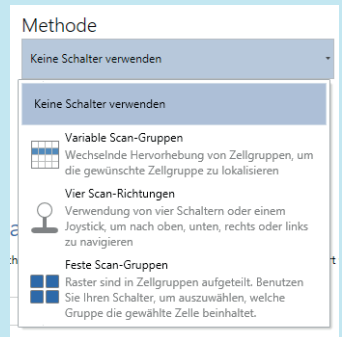 Methode
Keine Schalter verwenden
Keine Schalter verwenden
Variable Scan-Gruppen
Wechselnde Hervorhebung von Zellgruppen, um
die gewünschte Zellgruppe zu lokalisieren
Vier Scan-Richtungen
Verwendung von vier Schaltern oder einem
Joystick, um nach oben, unten, rechts oder links
zu navigieren
Feste Scan-Gruppen
Raster sind in Zellgruppen aufgeteilt. Benutzen
Sie Ihren Schalter, um auszuwählen, welche
Gruppe die gewählte Zelle beinhaltet.